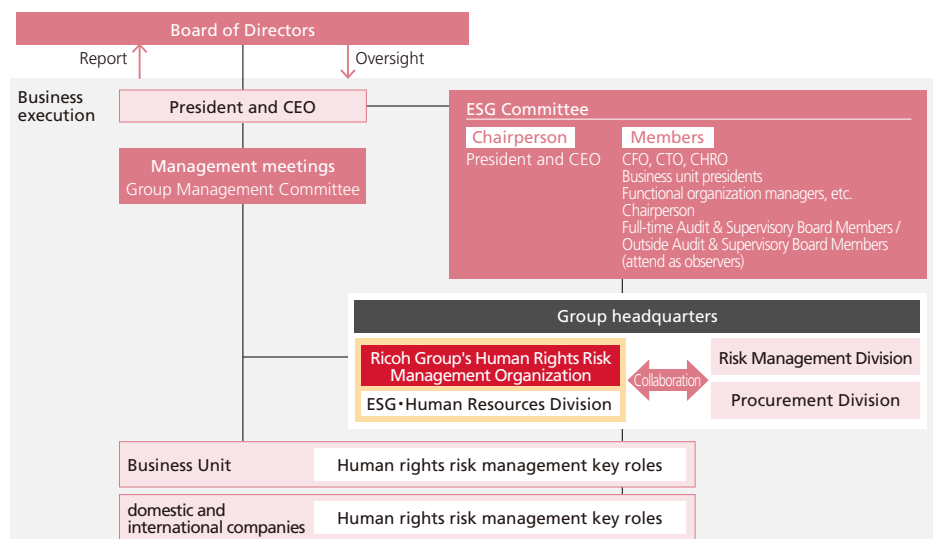 Board of Directors
Report
Oversight
Business
execution
President and CEO
Management meetings
Group Management Committee
ESG Committee
Chairperson
President and CEO
Members
CFO, CTO, CHRO
Business unit presidents
Functional organization managers, etc.
Chairperson
Full-time Audit & Supervisory Board Members /
Outside Audit & Supervisory Board Members
(attend as observers)
Group headquarters
Ricoh Group's Human Rights Risk
Management Organization
ESG・Human Resources Division
Collaboration
Risk Management Division
Procurement Division
Business Unit
Human rights risk management key roles
domestic and
international companies
Human rights risk management key roles